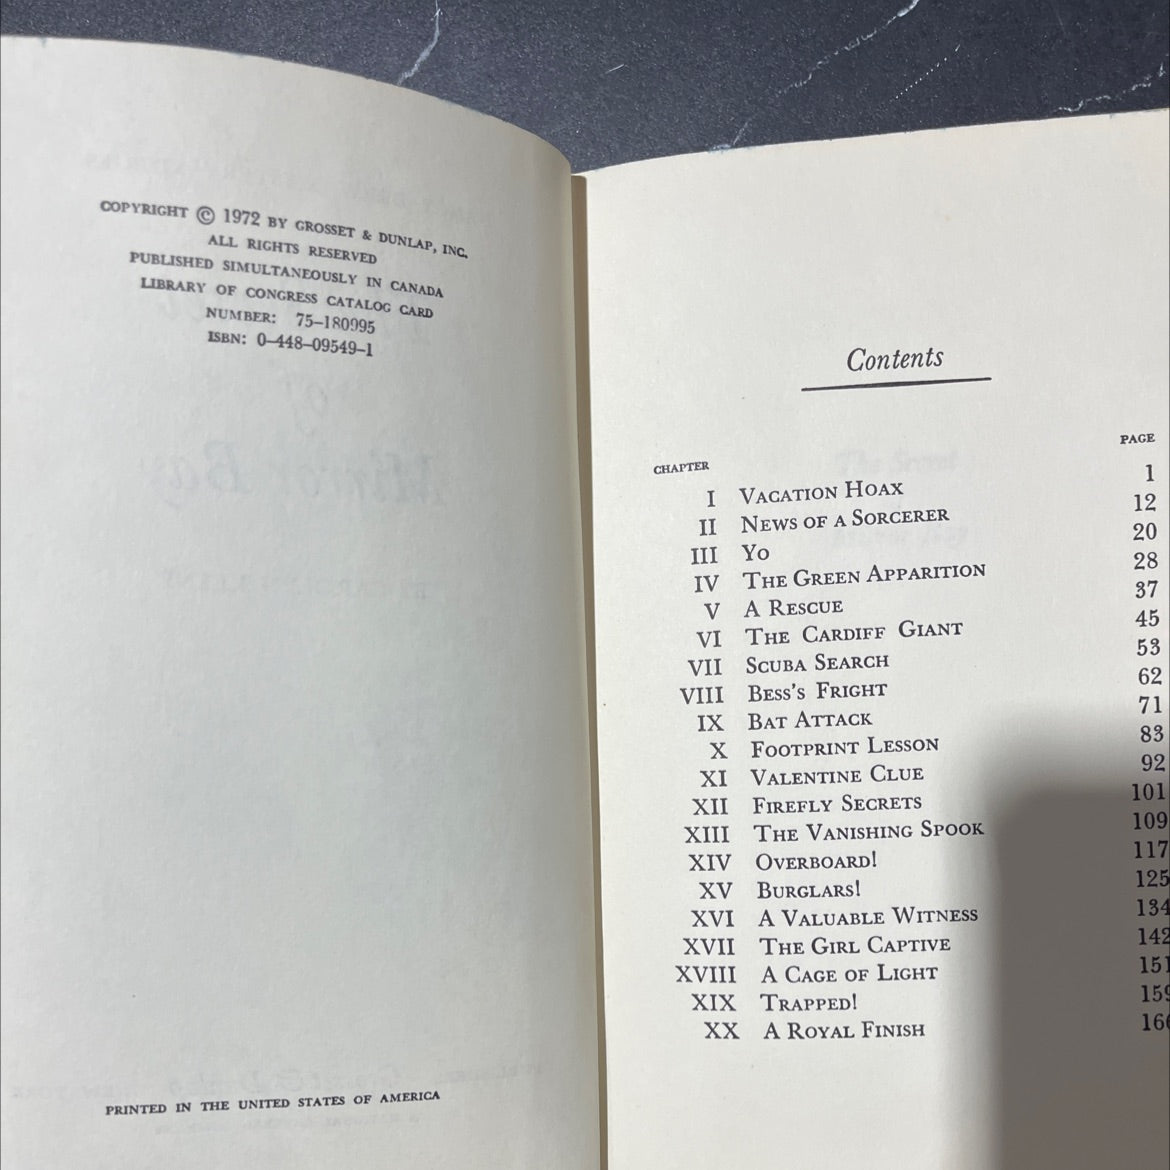 COPYRIGHT © 1972 BY GROSSET & DUNLAP, INC.
ALL RIGHTS RESERVED
PUBLISHED SIMULTANEOUSLY IN CANADA
LIBRARY OF CONGRESS CATALOG CARD
NUMBER: 75–180995
ISBN: 0–448–09549–1
PRINTED IN THE UNITED STATES OF AMERICA
Contents
CHAPTER PAGE
I VACATION HOAX 1
II NEWS OF A SORCERER 12
III YO 20
IV THE GREEN APPARITION 28
V A RESCUE 37
VI THE CARDIFF GIANT 45
VII SCUBA SEARCH 53
VIII BESS'S FRIGHT 62
IX BAT ATTACK 71
X FOOTPRINT LESSON 83
XI VALENTINE CLUE 92
XII FIREFLY SECRETS 101
XIII THE VANISHING SPOOK 109
XIV OVERBOARD! 117
XV BURGLARS! 125
XVI A VALUABLE WITNESS 134
XVII THE GIRL CAPTIVE 142
XVIII A CAGE OF LIGHT 151
XIX TRAPPED! 159
XX A ROYAL FINISH 166